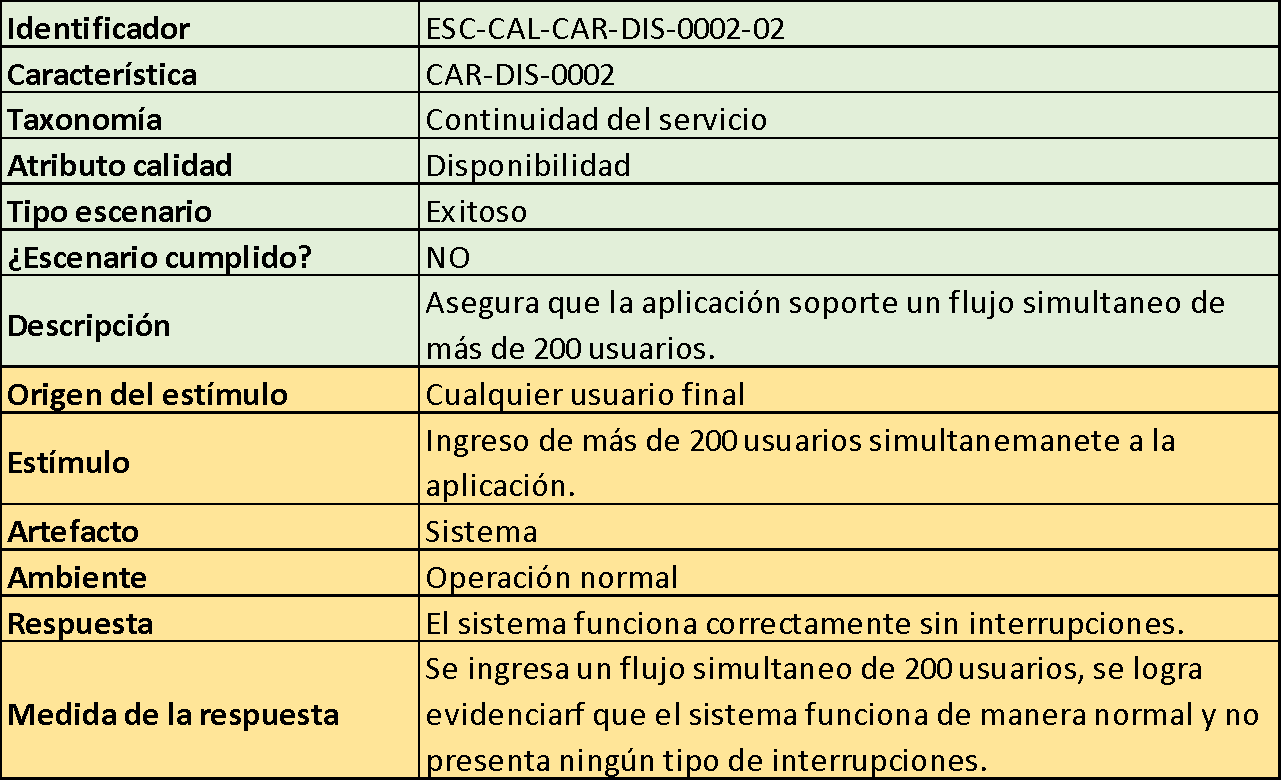 Identificador ESC-CAL-CAR-DIS-0002-02
Característica CAR-DIS-0002
Taxonomía Continuidad del servicio
Atributo calidad Disponibilidad
Tipo escenario Exitoso
¿Escenario cumplido? NO
Descripción Asegura que la aplicación soporte un flujo simultaneo de
más de 200 usuarios.
Origen del estímulo Cualquier usuario final
Estímulo Ingreso de más de 200 usuarios simultanemanete a la
aplicación.
Artefacto Sistema
Ambiente Operación normal
Respuesta El sistema funciona correctamente sin interrupciones.
Medida de la respuesta Se ingresa un flujo simultaneo de 200 usuarios, se logra
evidenciarf que el sistema funciona de manera normal y no
presenta ningún tipo de interrupciones.